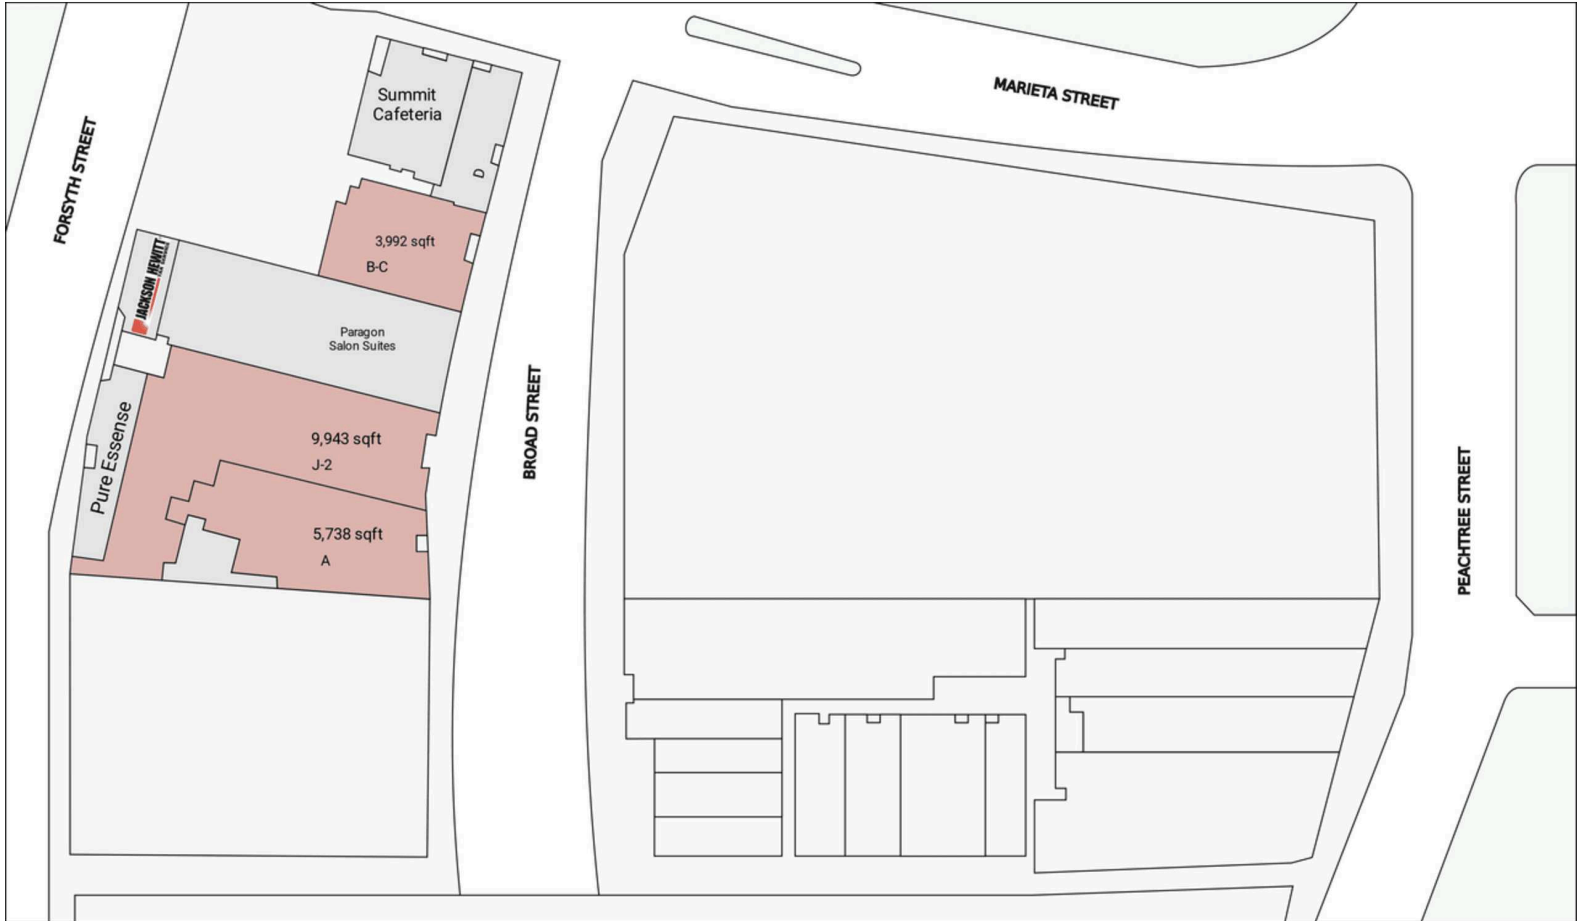 MARIETA STREET
Summit
Cafeteria
FORSYTH STREET
D
3,992 sqft
B-C
JACKSON HEWITT
Paragon
Salon Suites
BROAD STREET
Pure Essense
9,943 sqft
J-2
PEACHTREE STREET
5,738 sqft
A